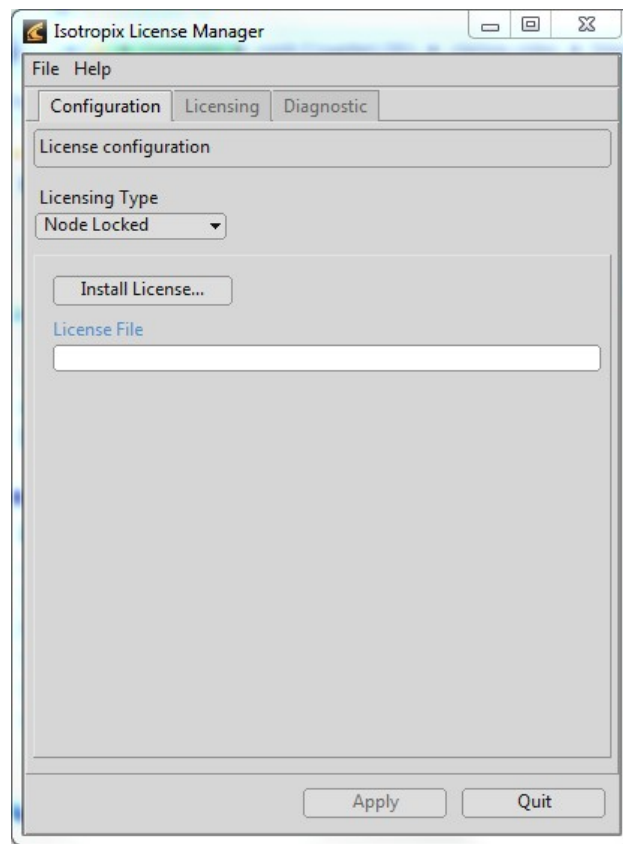 Isotropix License Manager
File Help
Configuration Licensing Diagnostic
License configuration
Licensing Type
Node Locked
Install License...
License File
Apply Quit